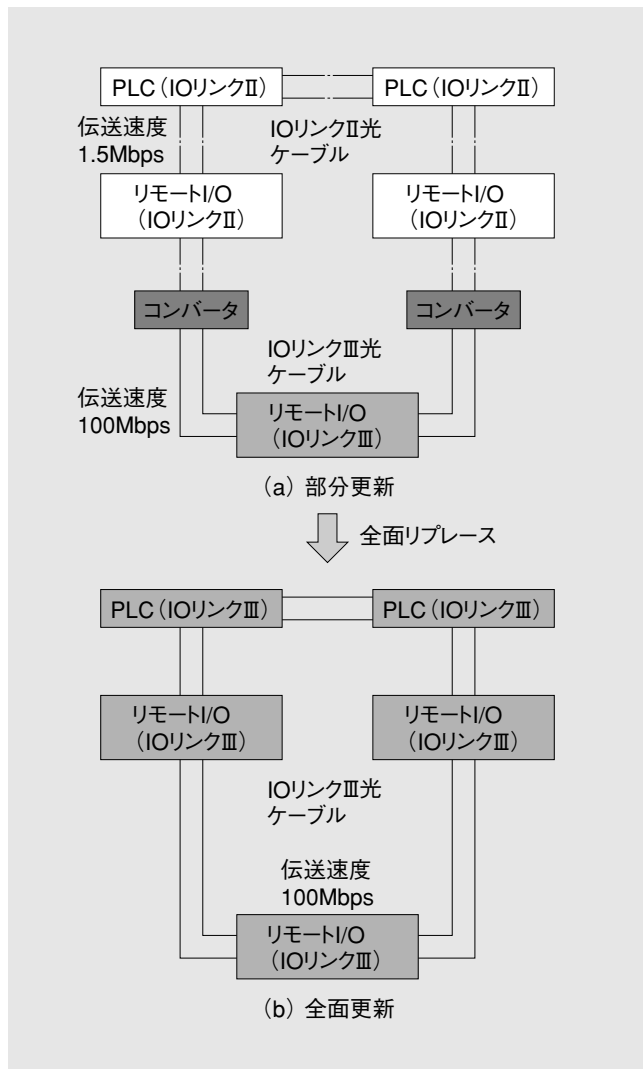 PLC（IOリンクⅡ）
PLC（IOリンクⅡ）
伝送速度
1.5Mbps
IOリンクⅡ光
ケーブル
リモートI/O
（IOリンクⅡ）
リモートI/O
（IOリンクⅡ）
コンバータ
コンバータ
IOリンクⅢ光
ケーブル
伝送速度
100Mbps
リモートI/O
（IOリンクⅢ）
（a）部分更新
全面リプレース
PLC（IOリンクⅢ）
PLC（IOリンクⅢ）
リモートI/O
（IOリンクⅢ）
リモートI/O
（IOリンクⅢ）
IOリンクⅢ光
ケーブル
伝送速度
100Mbps
リモートI/O
（IOリンクⅢ）
（b）全面更新